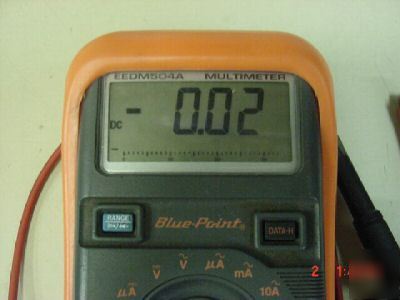 EEDM504A MULTIMETER
DC - 0.02
RANGE
Blue-Point®
DATA-H
V
V
µA
mA
µA
10A